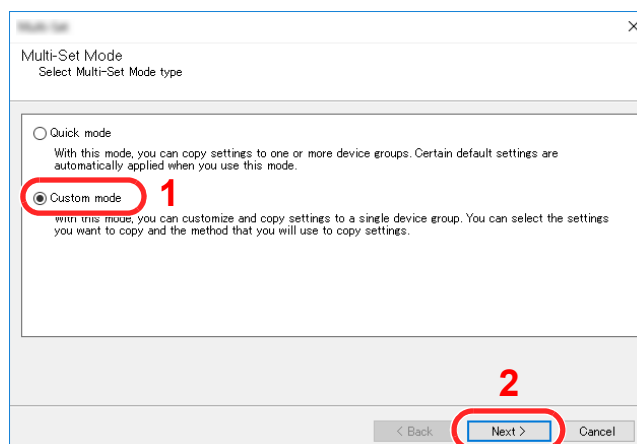 Multi-Set
Multi-Set Mode
Select Multi-Set Mode type
Quick mode
With this mode, you can copy settings to one or more device groups. Certain default settings are
automatically applied when you use this mode.
Custom mode
1
With this mode, you can customize and copy settings to a single device group. You can select the settings
you want to copy and the method that you will use to copy settings.
2
< Back
Next >
Cancel